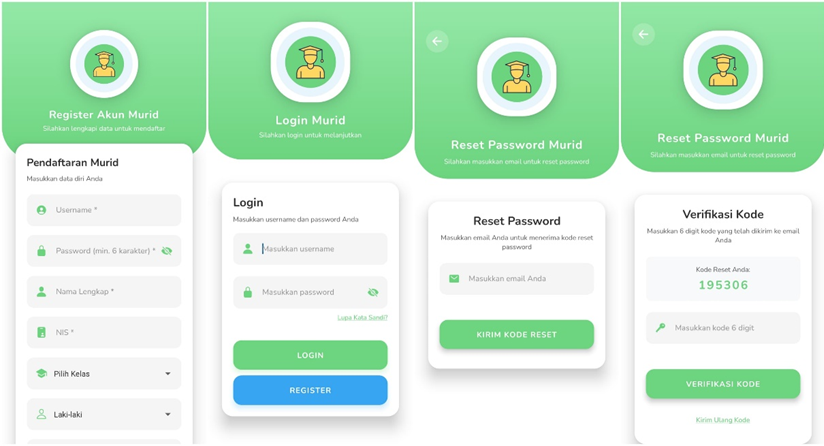 Register Akun Murid
Silahkan lengkapi data untuk mendaftar
Pendaftaran Murid
Masukkan data diri Anda
Username *
Password (min. 6 karakter) *
Nama Lengkap *
NIS *
Pilih Kelas
Laki-laki
Login Murid
Silahkan login untuk melanjutkan
Login
Masukkan username dan password Anda
Masukkan username
Masukkan password
Lupa Kata Sandi?
LOGIN
REGISTER
Reset Password Murid
Silahkan masukkan email untuk reset password
Reset Password
Masukkan email Anda untuk menerima kode reset
password
Masukkan email Anda
KIRIM KODE RESET
Reset Password Murid
Silahkan masukkan email untuk reset password
Verifikasi Kode
Masukkan 6 digit kode yang telah dikirim ke email
Anda
Kode Reset Anda:
195306
Masukkan kode 6 digit
VERIFIKASI KODE
Kirim Ulang Kode